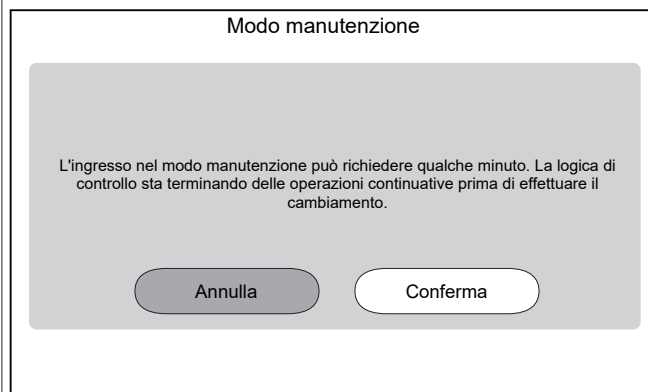 Modo manutenzione
L'ingresso nel modo manutenzione può richiedere qualche minuto. La logica di
controllo sta terminando delle operazioni continuative prima di effettuare il
cambiamento.
Annulla
Conferma